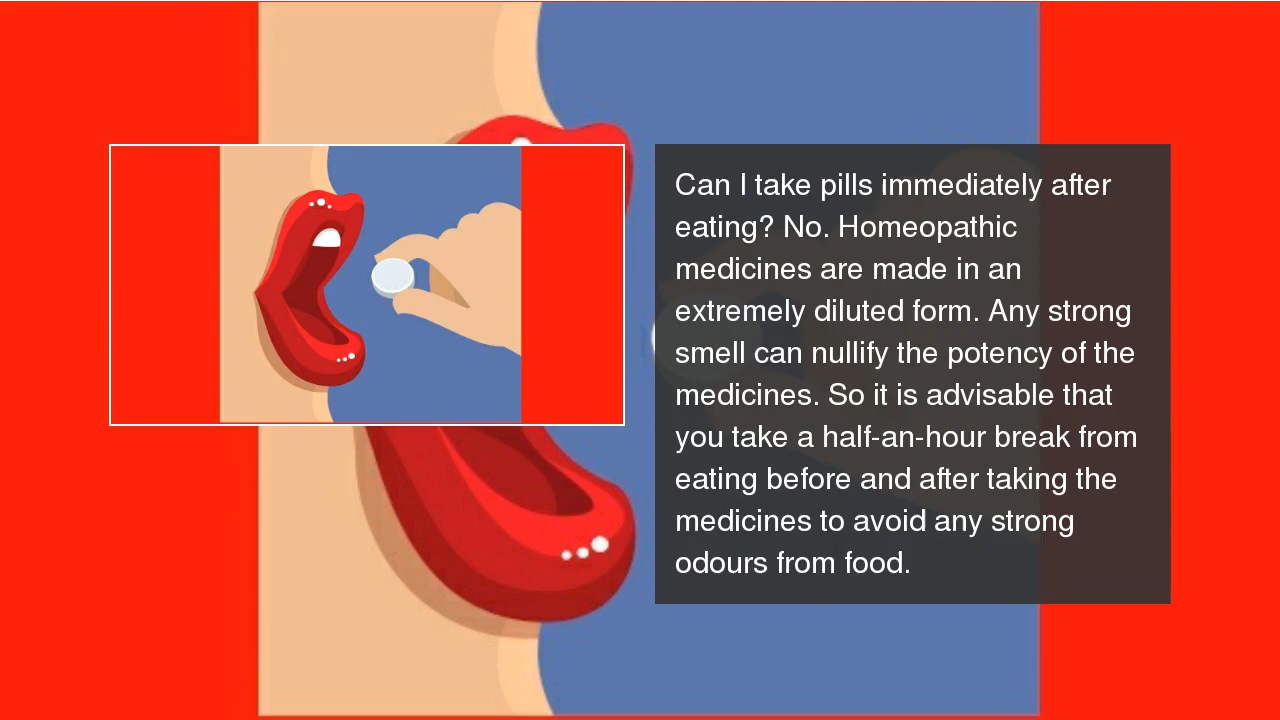 Can I take pills immediately after
eating? No. Homeopathic
medicines are made in an
extremely diluted form. Any strong
smell can nullify the potency of the
medicines. So it is advisable that
you take a half-an-hour break from
eating before and after taking the
medicines to avoid any strong
odours from food.